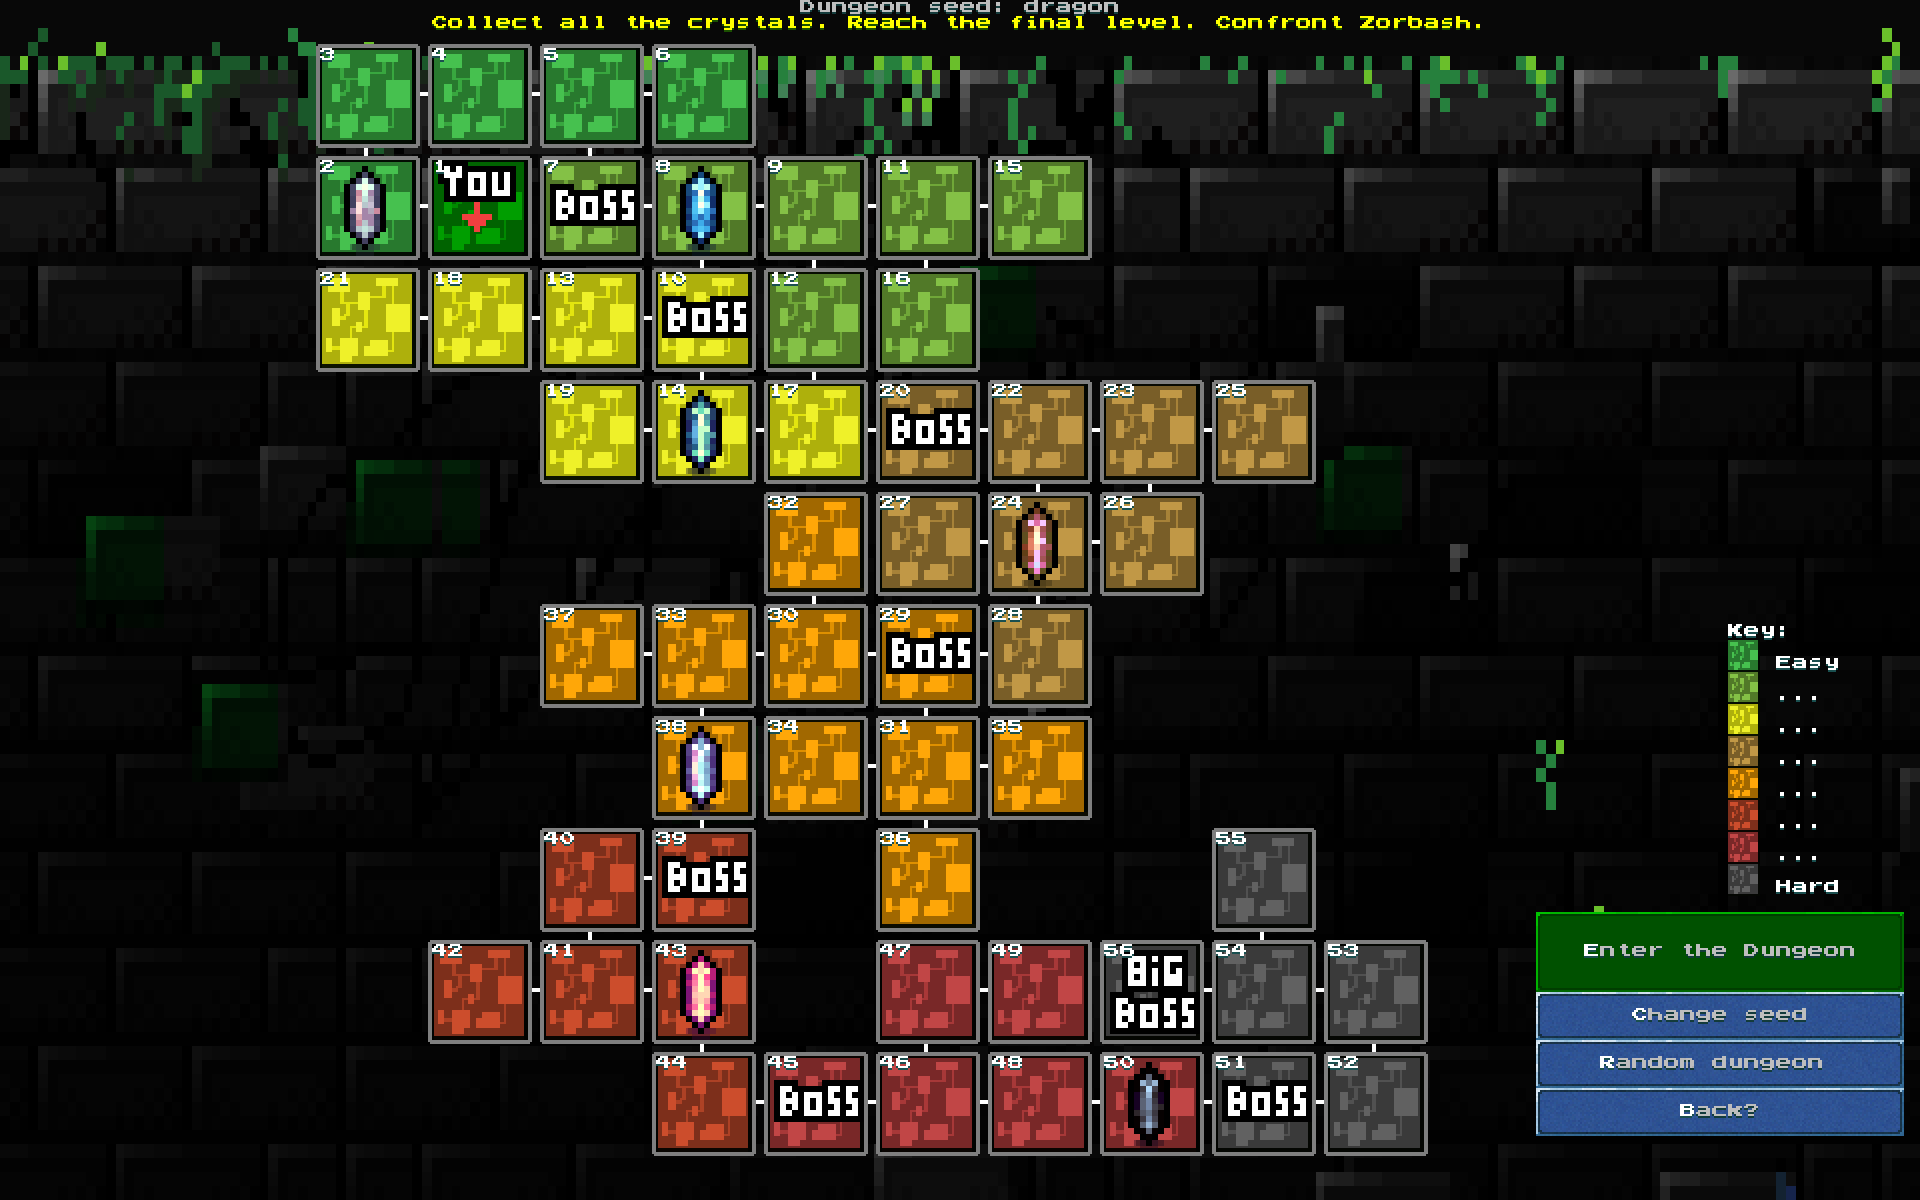 Dungeon seed: dragon
Collect all the crystals. Reach the final level. Confront Zorbash.
3 4 5 6
2 1 You 7 Boss 8 9 11 15
21 18 13 10 Boss 12 16
19 14 17 20 Boss 22 23 25
32 27 24 26
37 33 30 29 Boss 28
38 34 31 35
40 39 Boss 36 55
42 41 43 47 49 56 BiG Boss 54 53
44 45 Boss 46 48 50 51 Boss 52
Key:
Easy
...
...
...
...
...
...
Hard
Enter the Dungeon
Change seed
Random dungeon
Back?